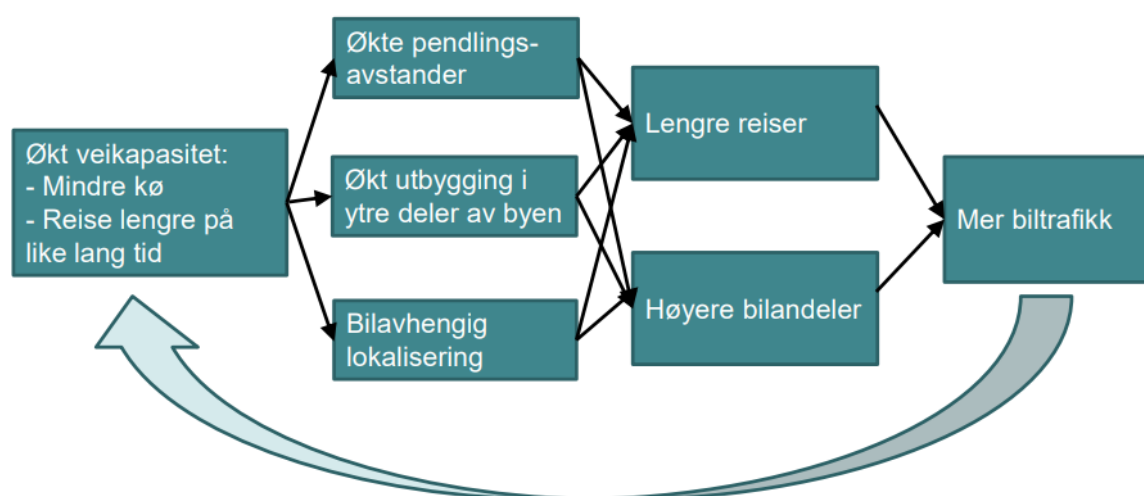 Økte pendlings-
avstander
Lengre reiser
Økt veikapasitet:
- Mindre kø
- Reise lengre på
like lang tid
Økt utbygging i
ytre deler av byen
Mer biltrafikk
Høyere bilandeler
Bilavhengig
lokalisering